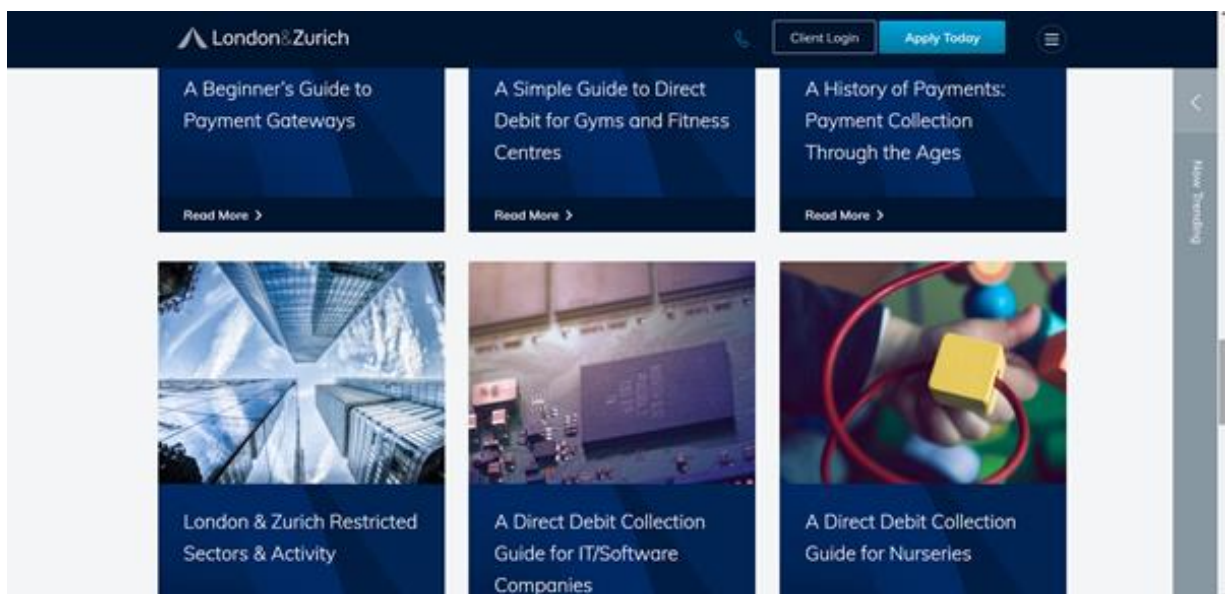 London&Zurich
Client Login
Apply Today
A Beginner's Guide to
Payment Gateways
Read More >
A Simple Guide to Direct
Debit for Gyms and Fitness
Centres
Read More >
A History of Payments:
Payment Collection
Through the Ages
Read More >
Now Trending
London & Zurich Restricted
Sectors & Activity
A Direct Debit Collection
Guide for IT/Software
Companies
A Direct Debit Collection
Guide for Nurseries